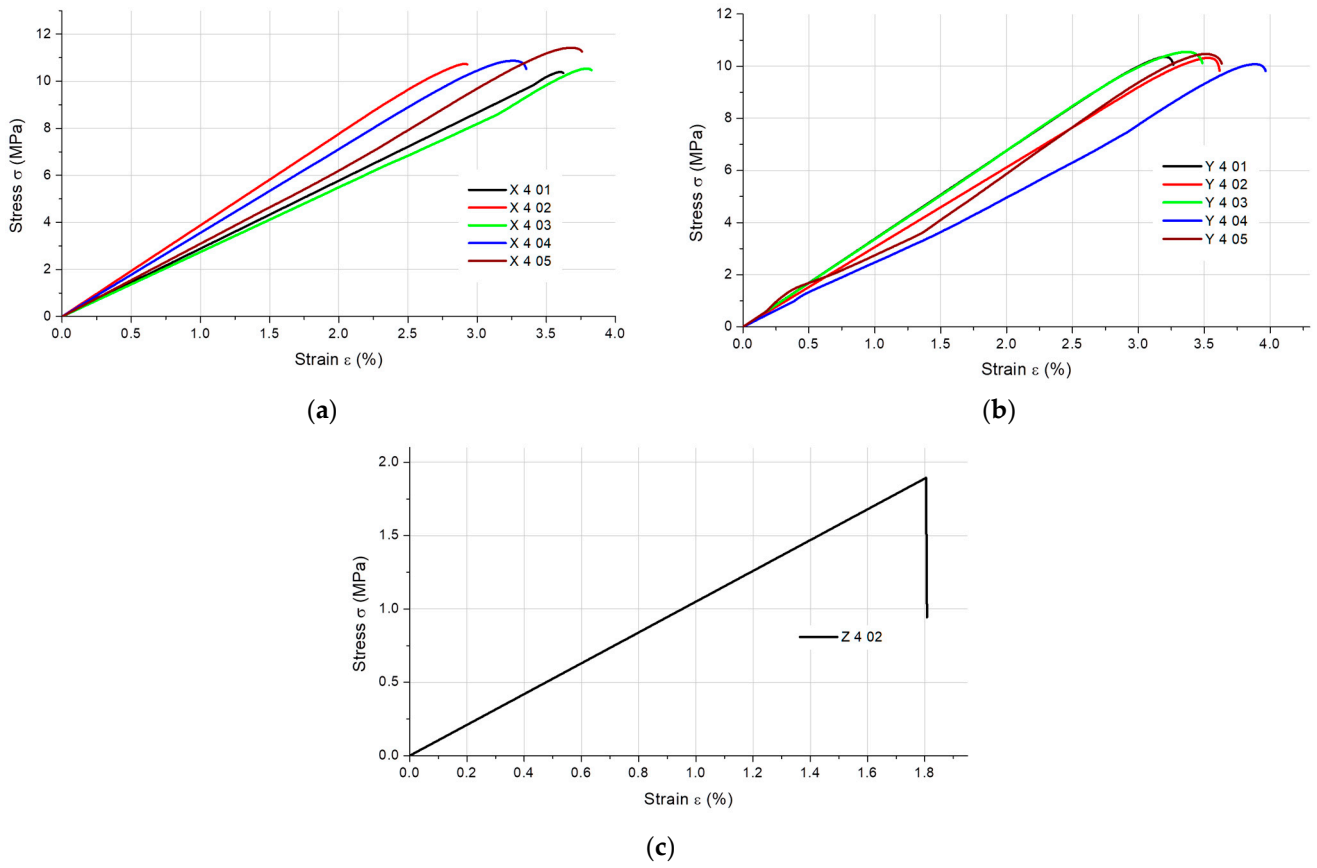 12
10
8
6
4
2
0
Stress σ (MPa)
X 4 01
X 4 02
X 4 03
X 4 04
X 4 05
0.0 0.5 1.0 1.5 2.0 2.5 3.0 3.5 4.0
Strain ε (%)
(a)
12
10
8
6
4
2
0
Stress σ (MPa)
Y 4 01
Y 4 02
Y 4 03
Y 4 04
Y 4 05
0.0 0.5 1.0 1.5 2.0 2.5 3.0 3.5 4.0
Strain ε (%)
(b)
2.0
1.5
1.0
0.5
0.0
Stress σ (MPa)
Z 4 02
0.0 0.2 0.4 0.6 0.8 1.0 1.2 1.4 1.6 1.8
Strain ε (%)
(c)